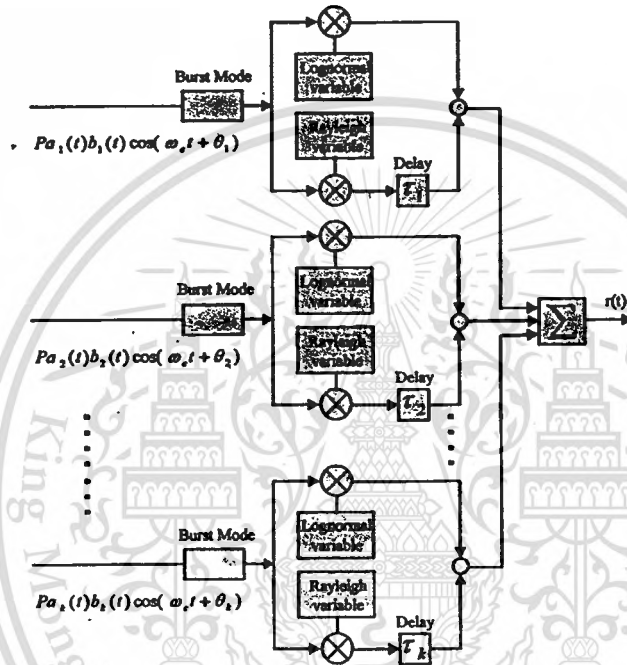 Burst Mode
Lognormal
variable
Rayleigh
variable
Delay
τ1
Pa1(t)b1(t)cos(ωct+θ1)
Burst Mode
Lognormal
variable
Rayleigh
variable
Delay
τ2
Pa2(t)b2(t)cos(ωct+θ2)
Σ
r(t)
Burst Mode
Lognormal
variable
Rayleigh
variable
Delay
τk
Pak(t)bk(t)cos(ωct+θk)
King Mong